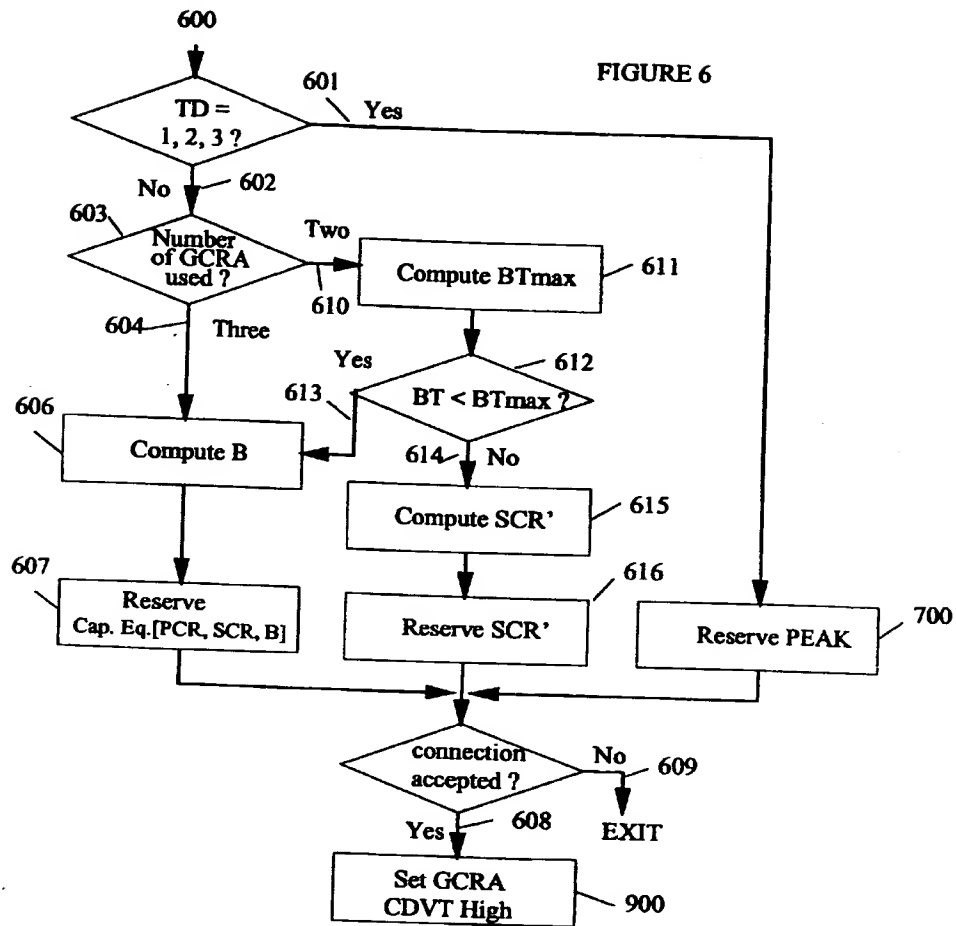 600
FIGURE 6
601
Yes
TD =
1, 2, 3 ?
No
602
603
Number
of GCRA
used ?
Two
610
Compute BTmax
611
604
Three
Yes
612
613
BT < BTmax ?
606
Compute B
614
No
Compute SCR'
615
607
Reserve
Cap. Eq.[PCR, SCR, B]
616
Reserve SCR'
Reserve PEAK
700
connection
accepted ?
No
609
608
EXIT
Yes
Set GCRA
CDVT High
900